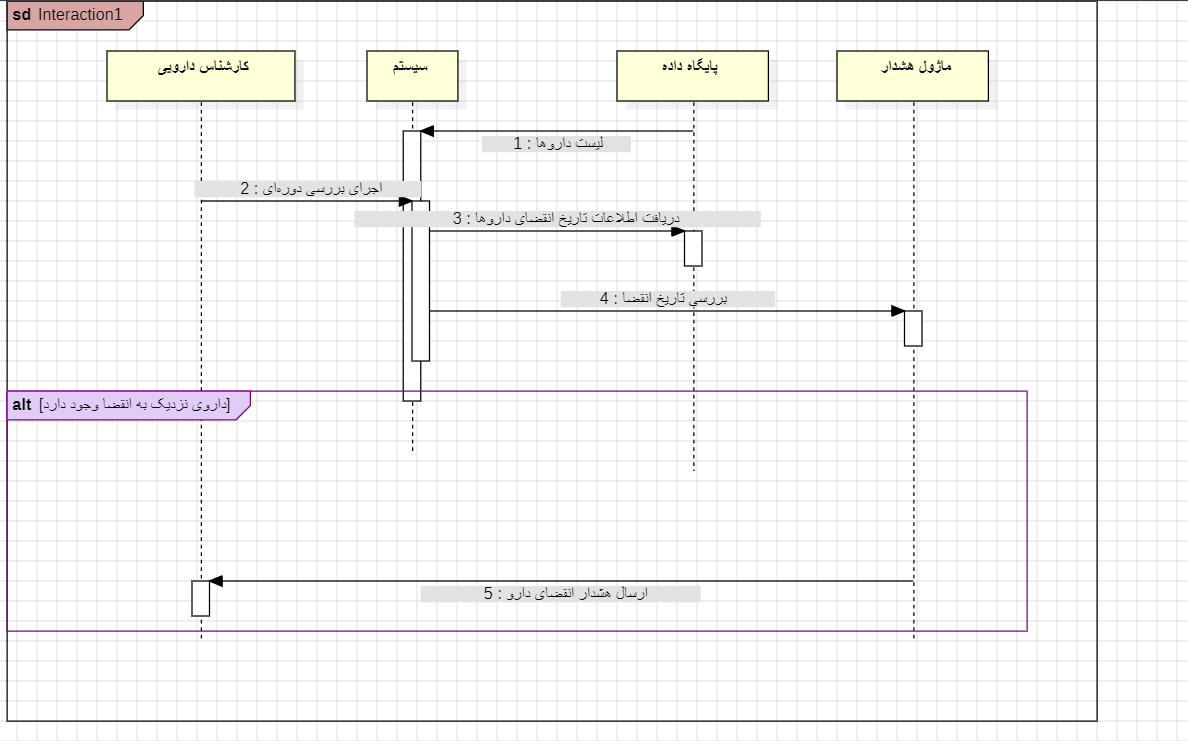 sd Interaction1
کارشناس دارویی
سیستم
پایگاه داده
ماژول هشدار
1 : لیست داروها
2 : اجرای بررسی دوره‌ای
3 : دریافت اطلاعات تاریخ انقضای داروها
4 : بررسی تاریخ انقضا
alt [داروی نزدیک به انقضا وجود دارد]
5 : ارسال هشدار انقضای دارو